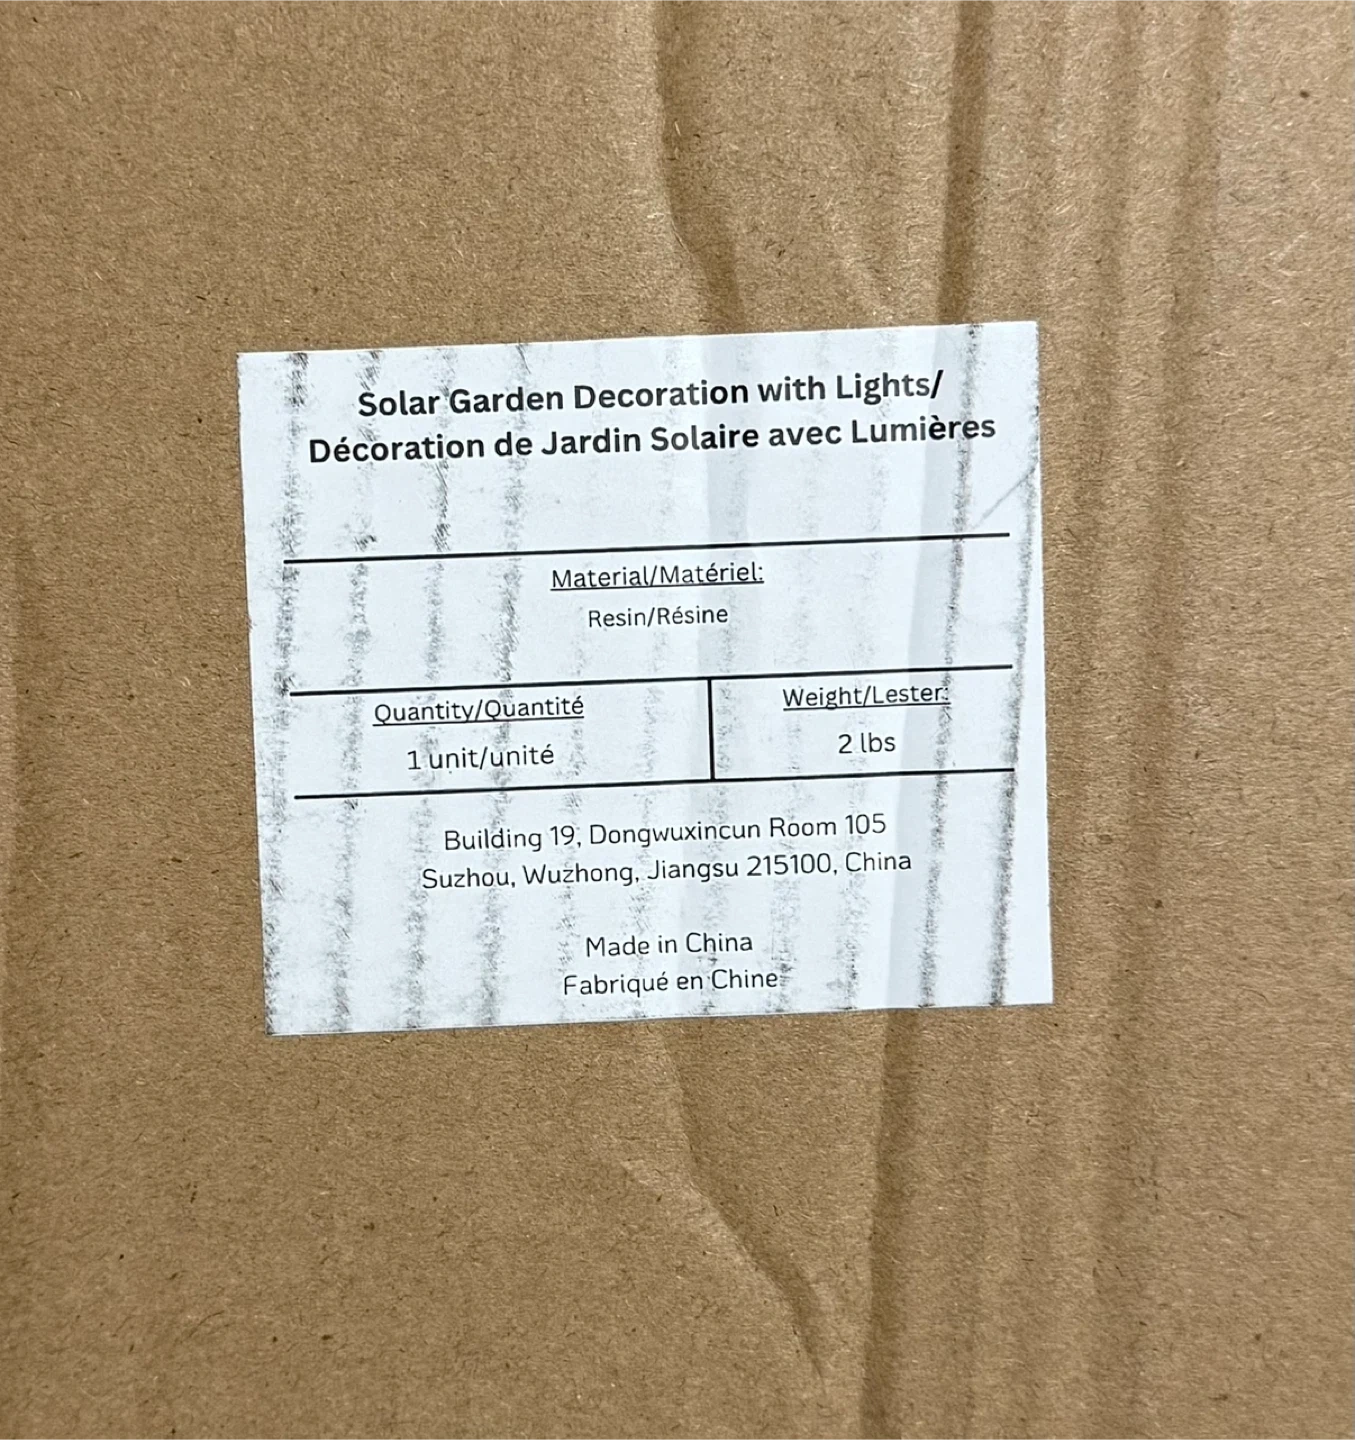 Solar Garden Decoration with Lights/
Décoration de Jardin Solaire avec Lumières
Material/Matériel:
Resin/Résine
Quantity/Quantité
1 unit/unité
Weight/Lester:
2 lbs
Building 19, Dongwuxincun Room 105
Suzhou, Wuzhong, Jiangsu 215100, China
Made in China
Fabriqué en Chine